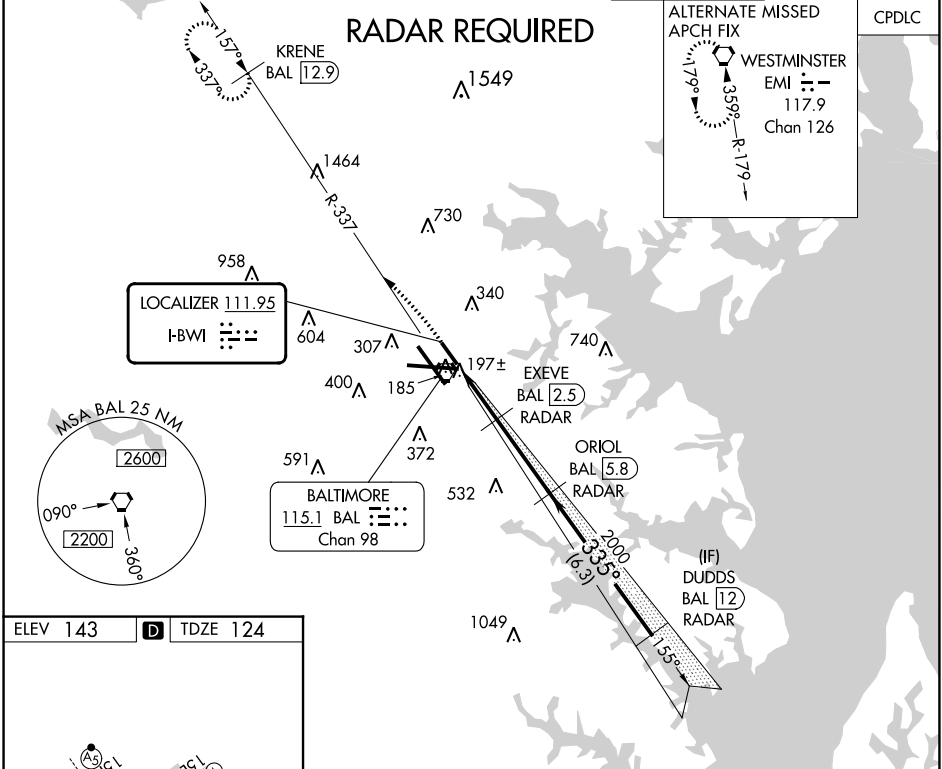 RADAR REQUIRED
ALTERNATE MISSED
APCH FIX
WESTMINSTER
EMI
117.9
Chan 126
179°
359°
R-179
CPDLC
157°
337°
KRENE
BAL 12.9
1549
1464
R-337
730
958
LOCALIZER 111.95
I-BWI
604
340
307
740
197±
400
185
EXEVE
BAL 2.5
RADAR
372
ORIOL
BAL 5.8
RADAR
591
532
BALTIMORE
115.1 BAL
Chan 98
MSA BAL 25 NM
2600
090°
2200
360°
2000
335°
(6.3)
(IF)
DUDDS
BAL 12
RADAR
1049
155°
ELEV 143 D TDZE 124
A5